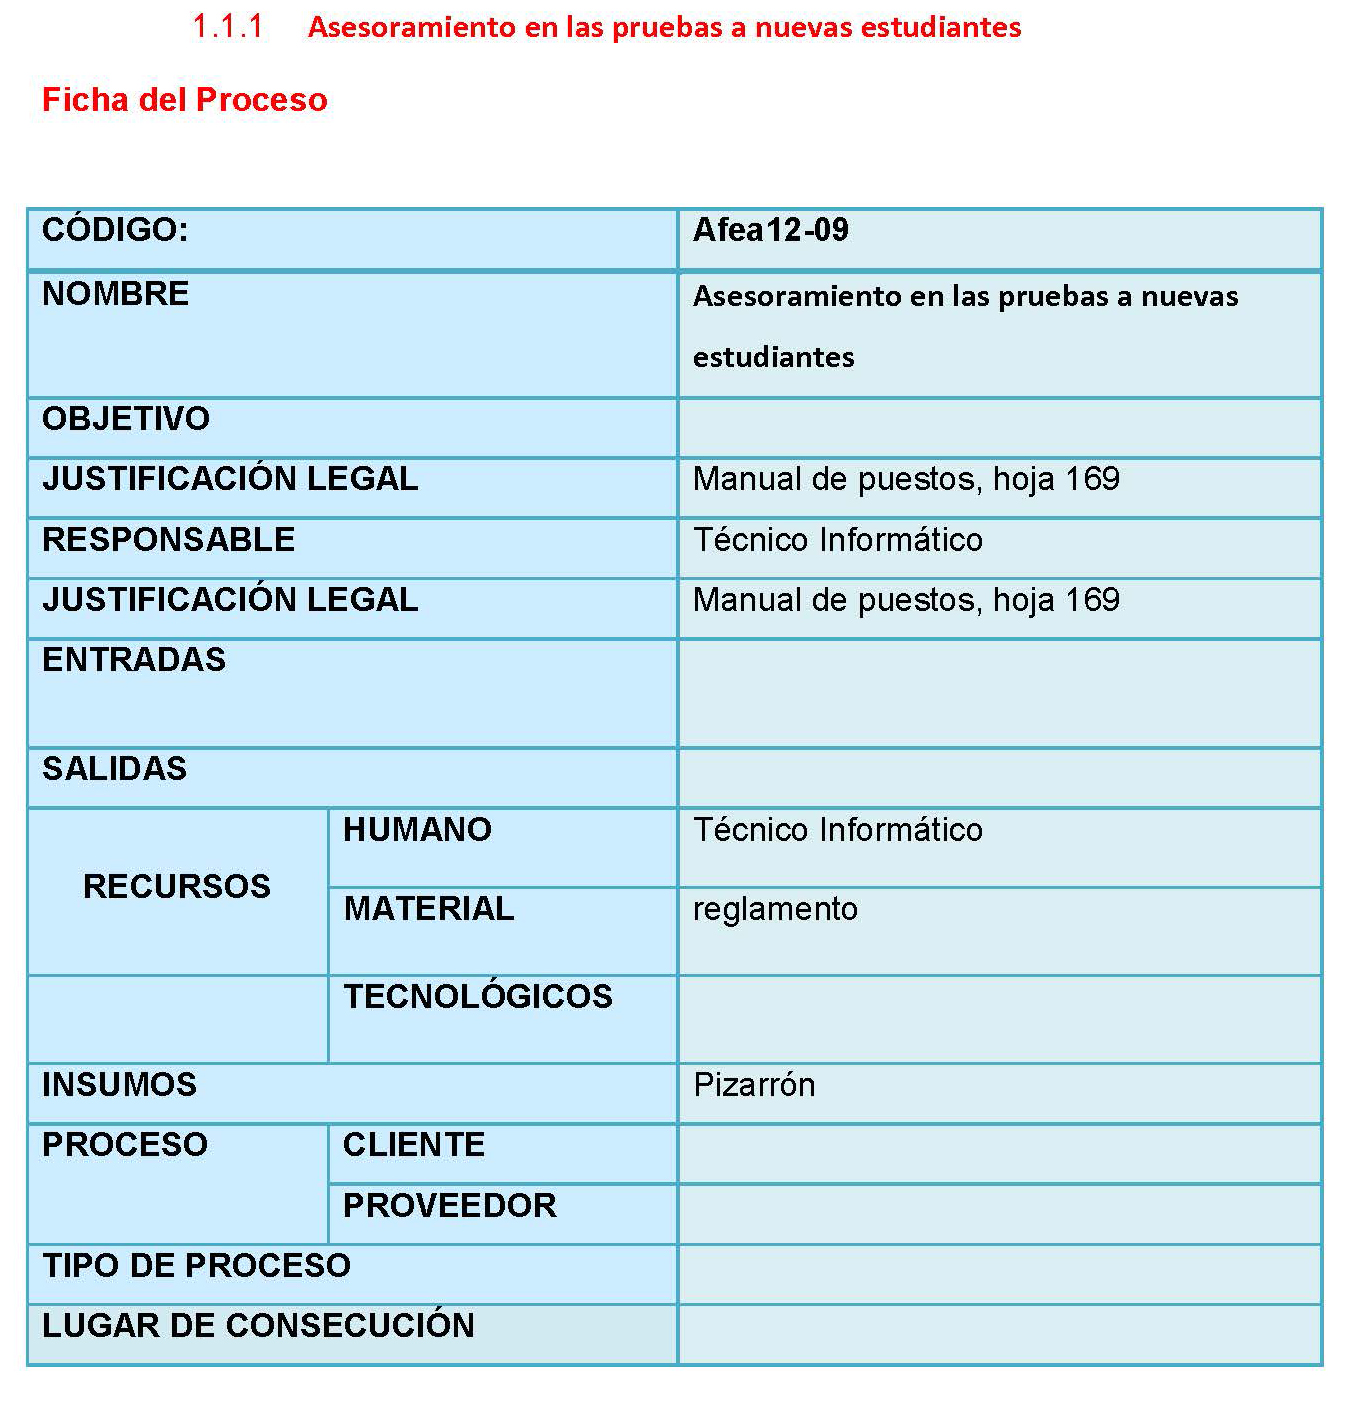 1.1.1 Asesoramiento en las pruebas a nuevas estudiantes
Ficha del Proceso
CÓDIGO: Afea12-09
NOMBRE Asesoramiento en las pruebas a nuevas
estudiantes
OBJETIVO
JUSTIFICACIÓN LEGAL Manual de puestos, hoja 169
RESPONSABLE Técnico Informático
JUSTIFICACIÓN LEGAL Manual de puestos, hoja 169
ENTRADAS
SALIDAS
RECURSOS HUMANO Técnico Informático
MATERIAL reglamento
TECNOLÓGICOS
INSUMOS Pizarrón
PROCESO CLIENTE
PROVEEDOR
TIPO DE PROCESO
LUGAR DE CONSECUCIÓN